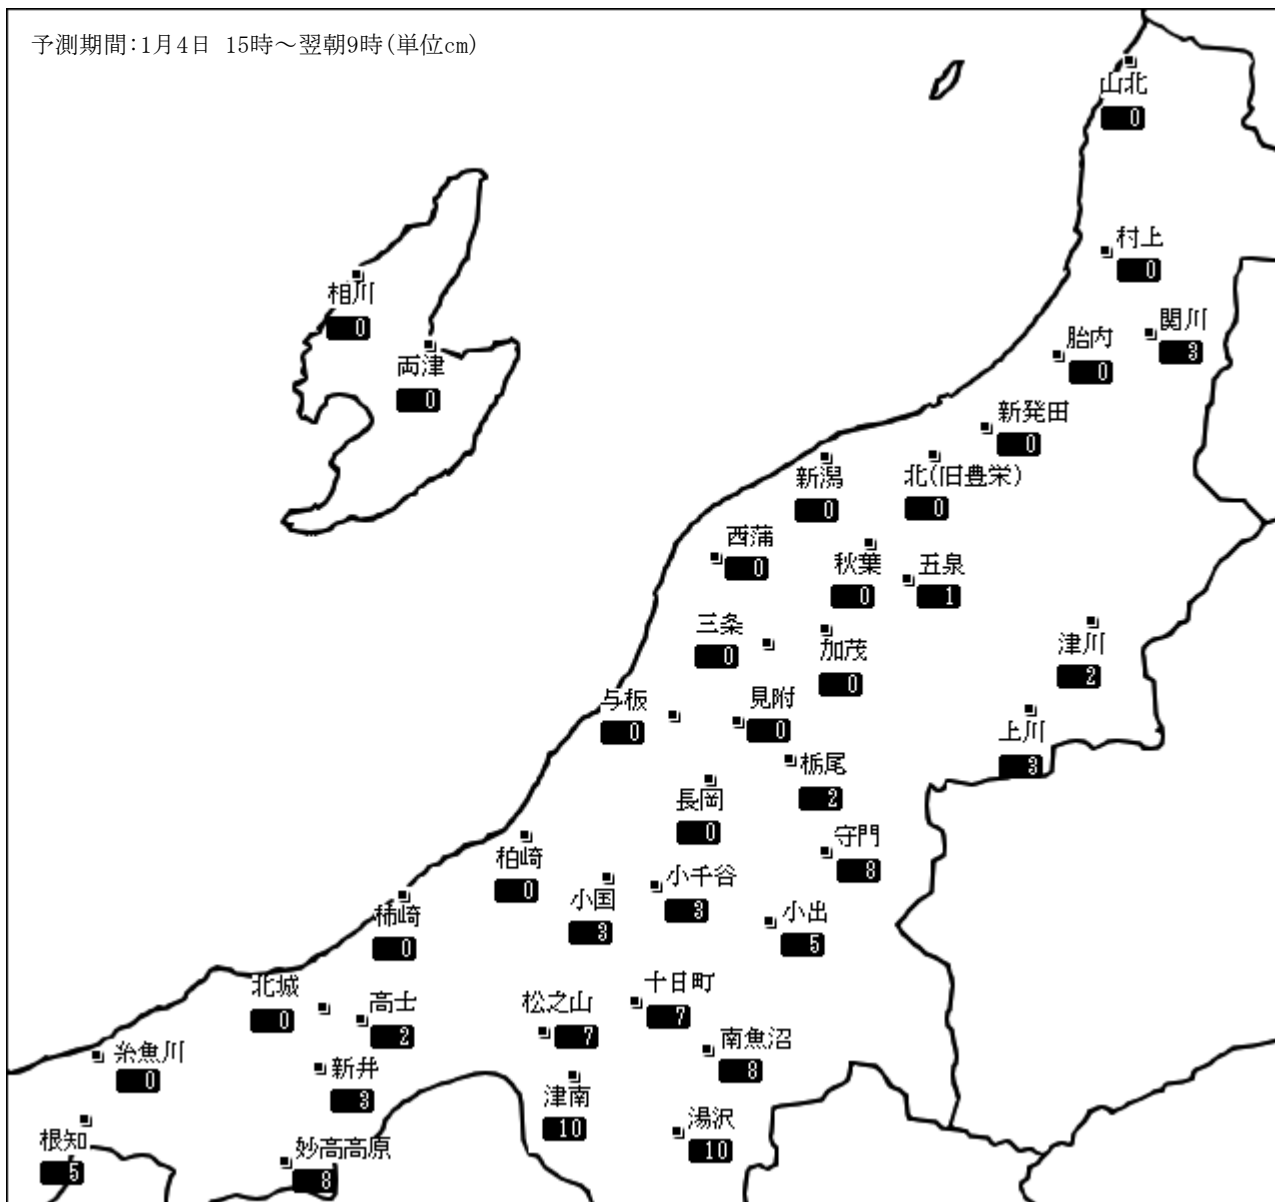 予測期間:1月4日 15時～翌朝9時(単位cm)
山北
0
村上
0
相川
0
関川
3
胎内
0
両津
0
新発田
0
新潟
0
北(旧豊栄)
0
西蒲
0
秋葉
0
五泉
1
三条
0
加茂
0
津川
2
与板
0
見附
0
上川
3
栃尾
2
長岡
0
守門
8
柏崎
0
小千谷
3
小国
3
小出
5
柿崎
0
北城
0
高士
2
松之山
7
十日町
7
南魚沼
8
糸魚川
0
新井
3
津南
10
湯沢
10
根知
5
妙高高原
8